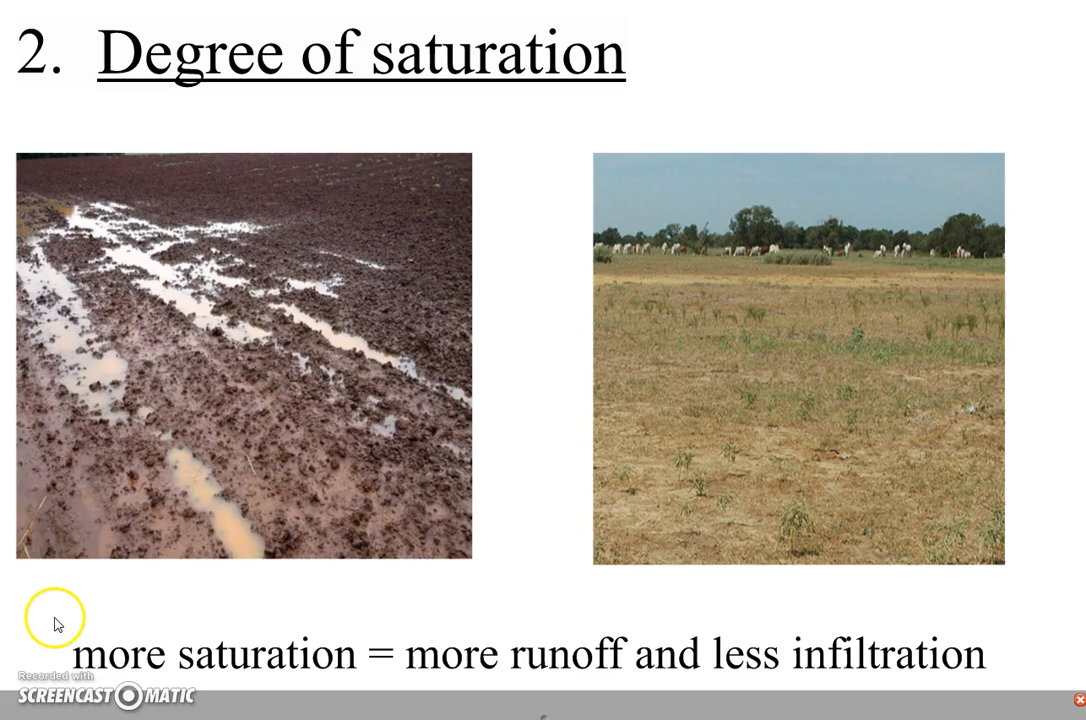 2. Degree of saturation
more saturation = more runoff and less infiltration
Recorded with
SCREENCAST MATIC